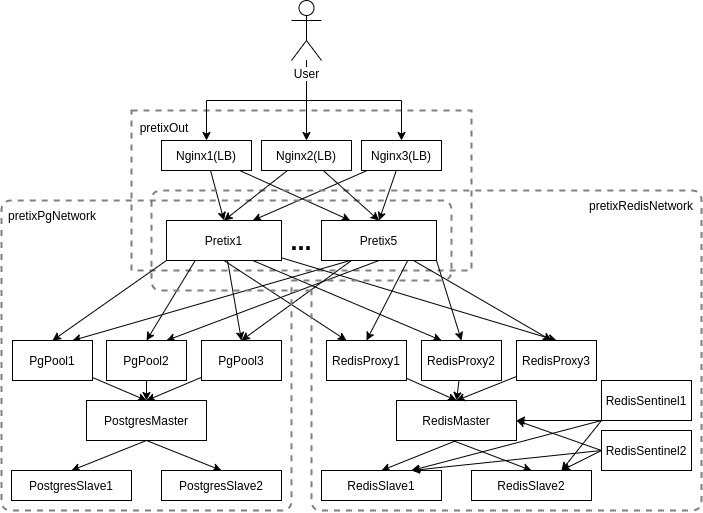 User
pretixOut
Nginx1(LB)
Nginx2(LB)
Nginx3(LB)
pretixPgNetwork
pretixRedisNetwork
Pretix1
...
Pretix5
PgPool1
PgPool2
PgPool3
RedisProxy1
RedisProxy2
RedisProxy3
PostgresMaster
RedisMaster
RedisSentinel1
RedisSentinel2
PostgresSlave1
PostgresSlave2
RedisSlave1
RedisSlave2